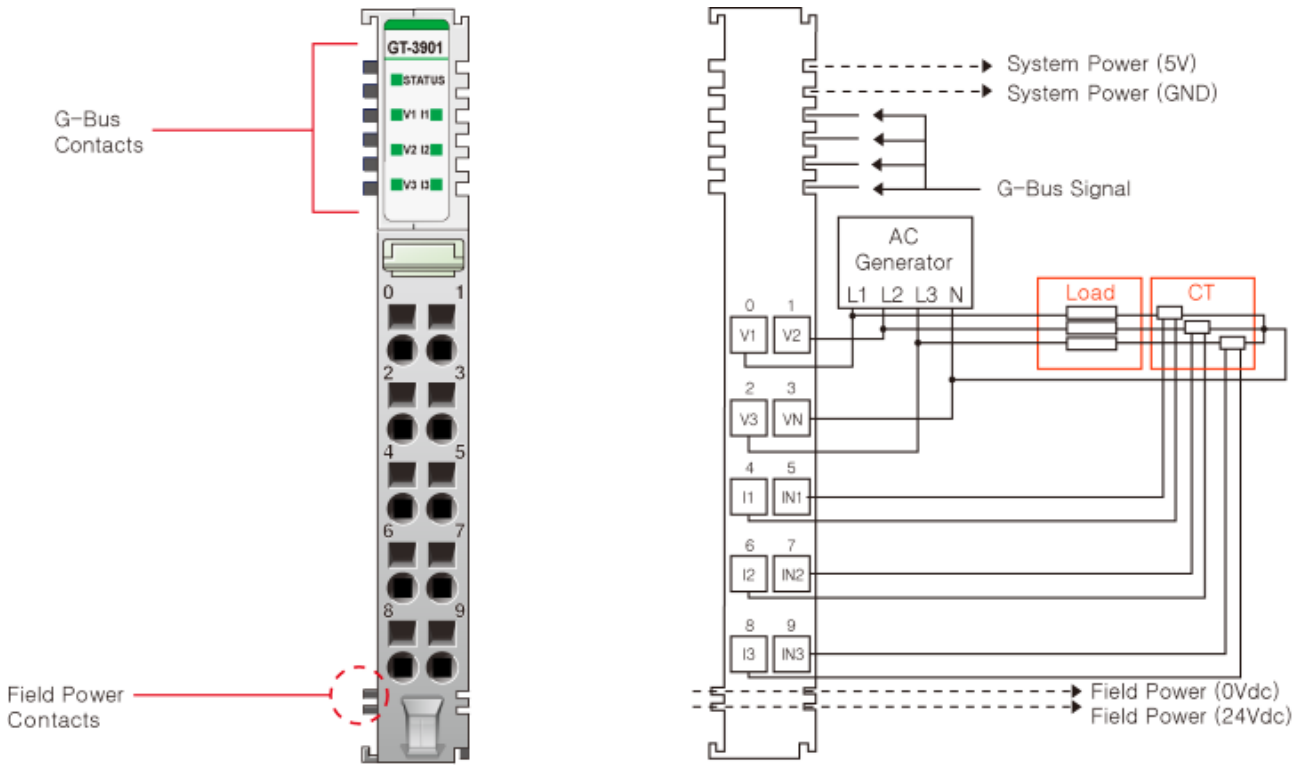 GT-3901
STATUS
V1 I1
V2 I2
V3 I3
G-Bus
Contacts
0 1
2 3
4 5
6 7
8 9
Field Power
Contacts
System Power (5V)
System Power (GND)
G-Bus Signal
AC
Generator
L1 L2 L3 N
Load
CT
0 1
V1 V2
2 3
V3 VN
4 5
I1 IN1
6 7
I2 IN2
8 9
I3 IN3
Field Power (0Vdc)
Field Power (24Vdc)